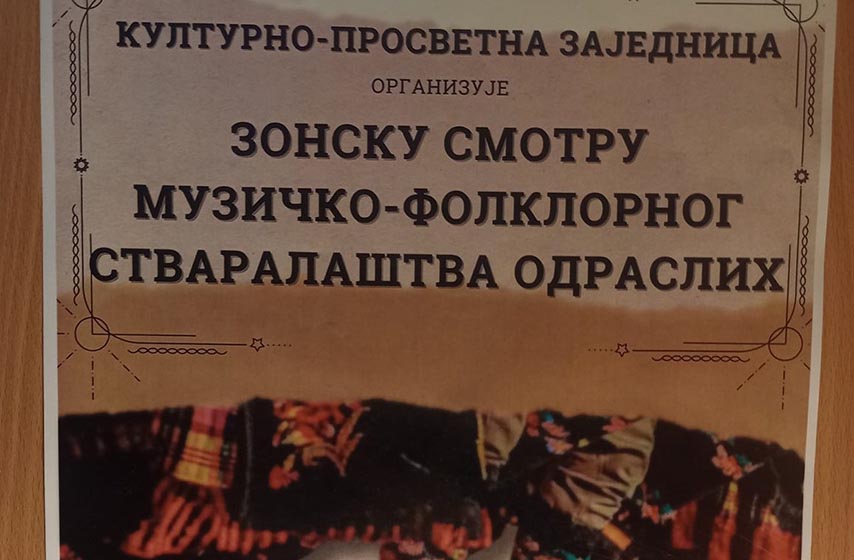 КУЛТУРНО-ПРОСВЕТНА ЗАЈЕДНИЦА
ОРГАНИЗУЈЕ
ЗОНСКУ СМОТРУ
МУЗИЧКО-ФОЛКЛОРНОГ
СТВАРАЛАШТВА ОДРАСЛИХ